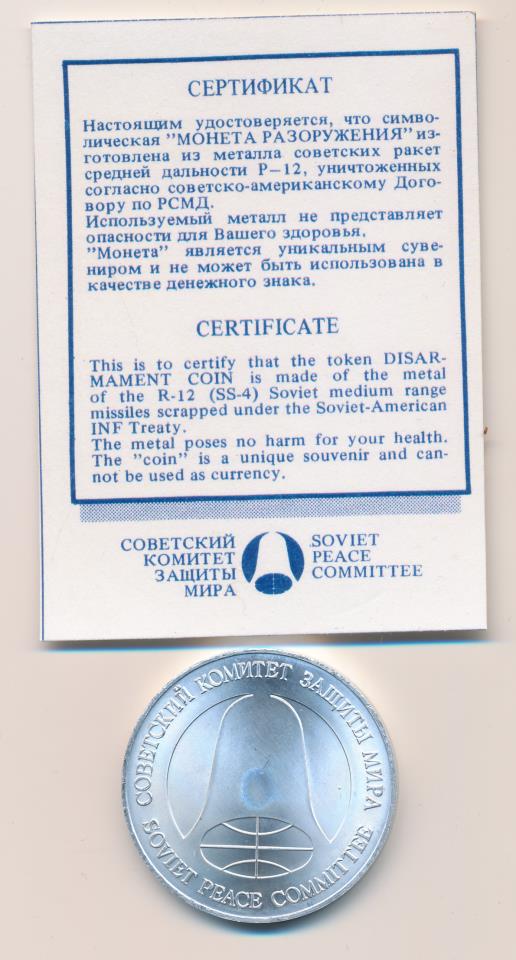 СЕРТИФИКАТ
Настоящим удостоверяется, что симво-
лическая "МОНЕТА РАЗОРУЖЕНИЯ" из-
готовлена из металла советских ракет
средней дальности Р—12, уничтоженных
согласно советско-американскому Дого-
вору по РСМД.
Используемый металл не представляет
опасности для Вашего здоровья.
"Монета" является уникальным суве-
ниром и не может быть использована в
качестве денежного знака.
CERTIFICATE
This is to certify that the token DISAR-
MAMENT COIN is made of the metal
of the R-12 (SS-4) Soviet medium range
missiles scrapped under the Soviet-American
INF Treaty.
The metal poses no harm for your health.
The "coin" is a unique souvenir and can-
not be used as currency.
СОВЕТСКИЙ
КОМИТЕТ
ЗАЩИТЫ
МИРА
SOVIET
PEACE
COMMITTEE
СОВЕТСКИЙ КОМИТЕТ ЗАЩИТЫ МИРА
SOVIET PEACE COMMITTEE